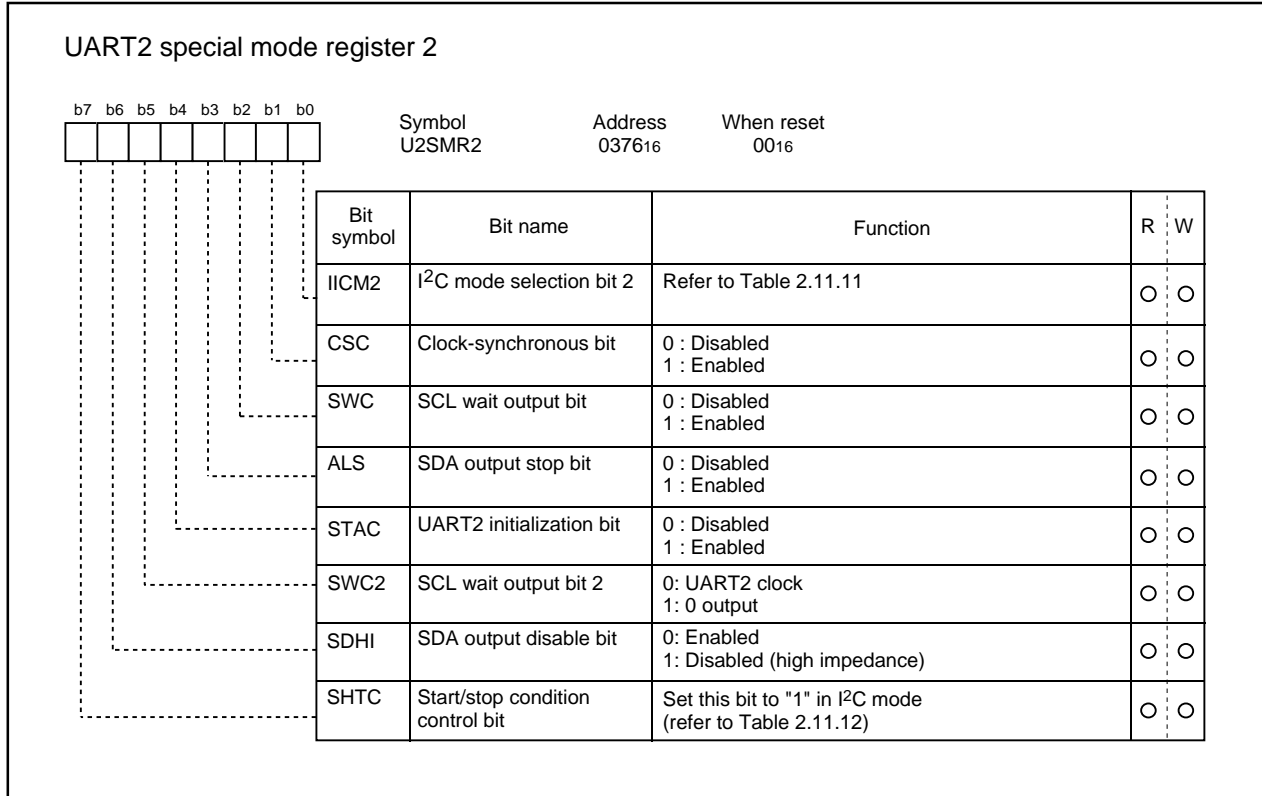 UART2 special mode register 2
b7 b6 b5 b4 b3 b2 b1 b0
Symbol Address When reset
U2SMR2 037616 0016
Bit symbol Bit name Function R W
IICM2 I2C mode selection bit 2 Refer to Table 2.11.11
CSC Clock-synchronous bit 0 : Disabled
1 : Enabled
SWC SCL wait output bit 0 : Disabled
1 : Enabled
ALS SDA output stop bit 0 : Disabled
1 : Enabled
STAC UART2 initialization bit 0 : Disabled
1 : Enabled
SWC2 SCL wait output bit 2 0: UART2 clock
1: 0 output
SDHI SDA output disable bit 0: Enabled
1: Disabled (high impedance)
SHTC Start/stop condition control bit Set this bit to "1" in I2C mode
(refer to Table 2.11.12)